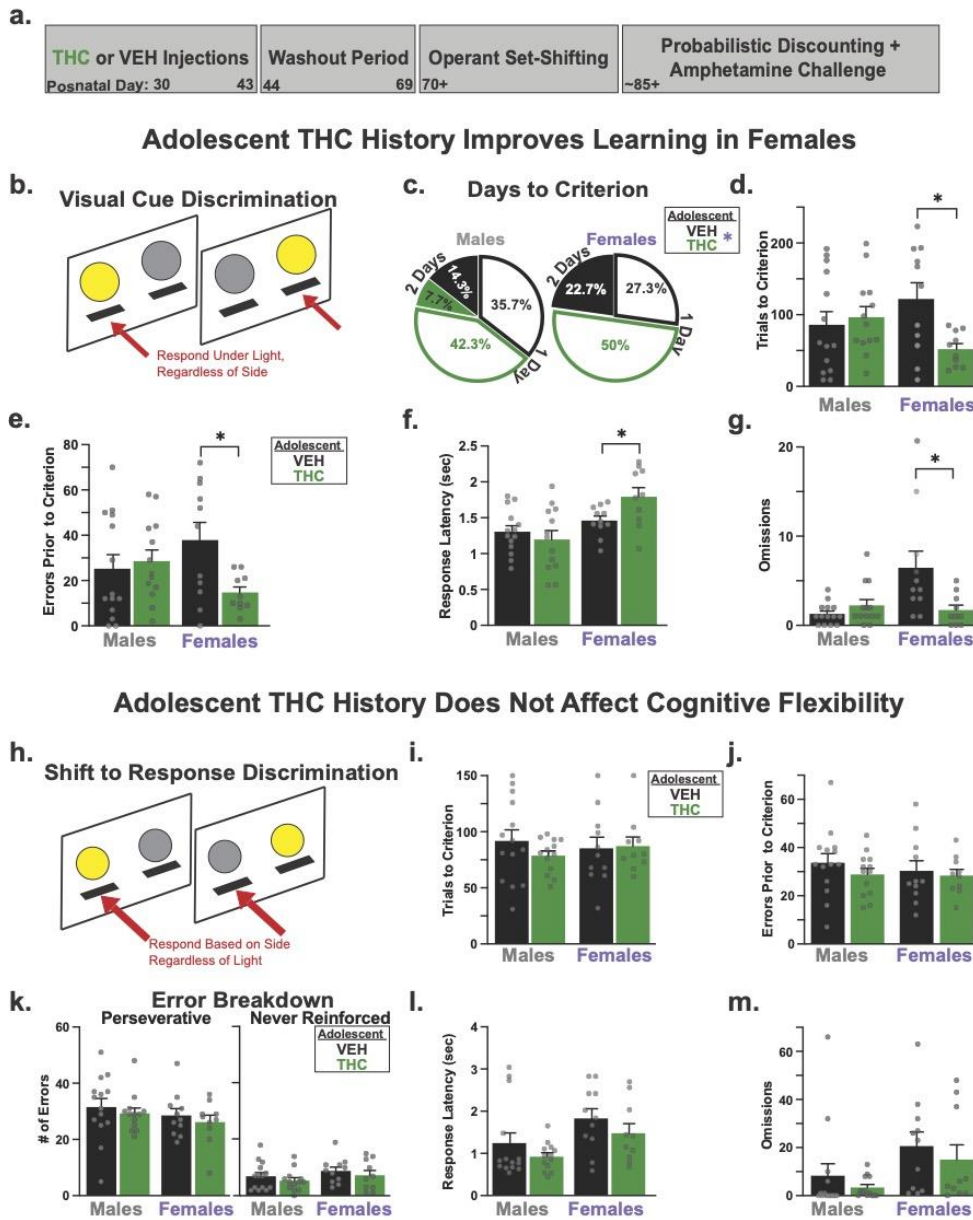 a.
THC or VEH Injections
Posnatal Day: 30 43
Washout Period
44 69
Operant Set-Shifting
70+
Probabilistic Discounting +
Amphetamine Challenge
~85+
Adolescent THC History Improves Learning in Females
b.
Visual Cue Discrimination
Respond Under Light,
Regardless of Side
c.
Days to Criterion
Adolescent
VEH *
THC
Males
2 Days
14.3%
7.7%
35.7%
42.3%
1 Day
Females
2 Days
22.7%
27.3%
50%
1 Day
d.
Trials to Criterion
200
100
0
*
Males Females
e.
Errors Prior to Criterion
80
60
40
20
0
*
Adolescent
VEH
THC
Males Females
f.
Response Latency (sec)
2.5
2
1.5
1
0.5
0
*
Males Females
g.
Omissions
20
10
0
*
Males Females
Adolescent THC History Does Not Affect Cognitive Flexibility
h.
Shift to Response Discrimination
Respond Based on Side
Regardless of Light
i.
Trials to Criterion
150
100
50
0
Adolescent
VEH
THC
Males Females
j.
Errors Prior to Criterion
60
40
20
0
Males Females
k.
Error Breakdown
Perseverative
Never Reinforced
# of Errors
60
40
20
0
Adolescent
VEH
THC
Males Females Males Females
l.
Response Latency (sec)
4
3
2
1
0
Males Females
m.
Omissions
60
40
20
0
Males Females